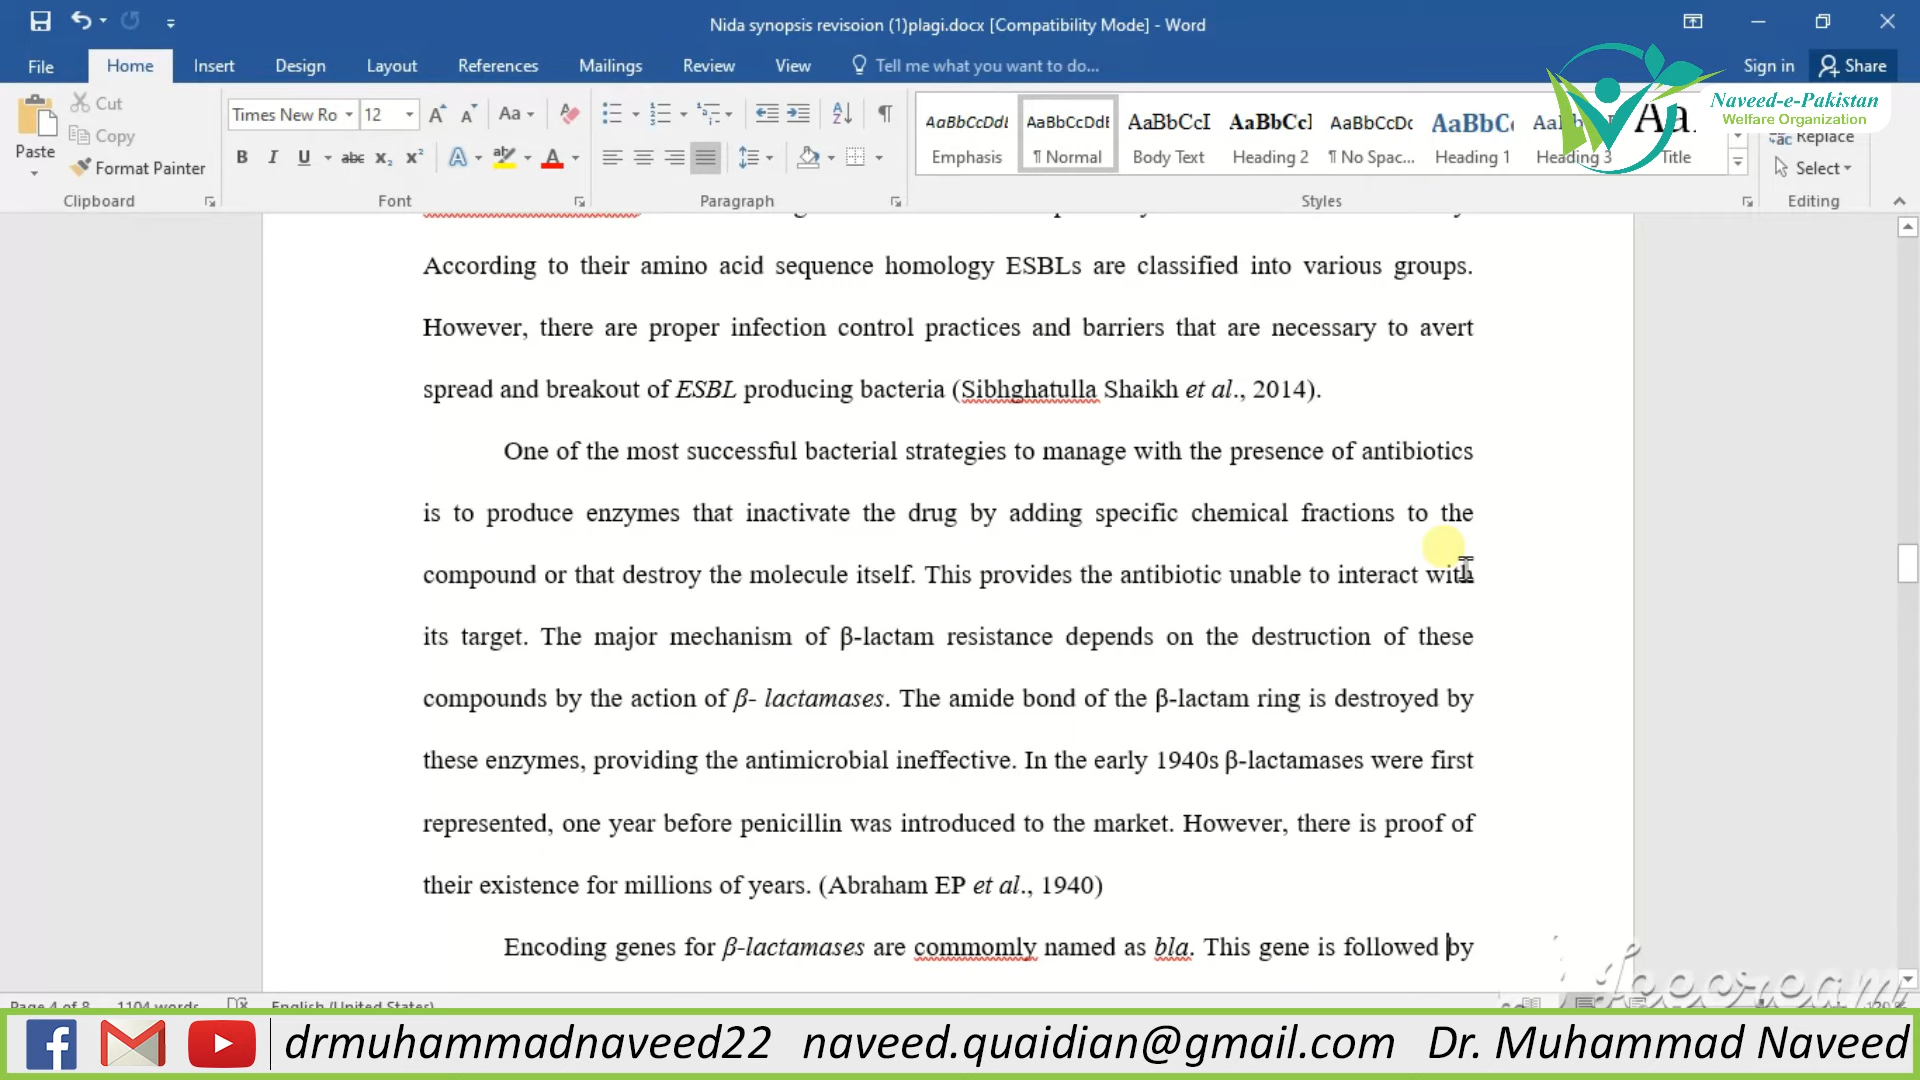 Nida synopsis revisoion (1)plagi.docx [Compatibility Mode] - Word
File Home Insert Design Layout References Mailings Review View Tell me what you want to do... Sign in Share
Naveed-e-Pakistan
Welfare Organization
Paste Cut
Copy
Format Painter
Clipboard
Times New Ro 12
Font
Paragraph
AaBbCcDdE AaBbCcDdE AaBbCcI AaBbCcI AaBbCcDc AaBbCc
Emphasis ¶ Normal Body Text Heading 2 ¶ No Spac... Heading 1 Heading 3 Title
Styles
Replace
Select
Editing
According to their amino acid sequence homology ESBLs are classified into various groups.
However, there are proper infection control practices and barriers that are necessary to avert
spread and breakout of ESBL producing bacteria (Sibhghatulla Shaikh et al., 2014).
One of the most successful bacterial strategies to manage with the presence of antibiotics
is to produce enzymes that inactivate the drug by adding specific chemical fractions to the
compound or that destroy the molecule itself. This provides the antibiotic unable to interact with
its target. The major mechanism of β-lactam resistance depends on the destruction of these
compounds by the action of β- lactamases. The amide bond of the β-lactam ring is destroyed by
these enzymes, providing the antimicrobial ineffective. In the early 1940s β-lactamases were first
represented, one year before penicillin was introduced to the market. However, there is proof of
their existence for millions of years. (Abraham EP et al., 1940)
Encoding genes for β-lactamases are commomly named as bla. This gene is followed by
Page 4 of 8 1104 words English (United States)
drmuhammadnaveed22 naveed.quaidian@gmail.com Dr. Muhammad Naveed